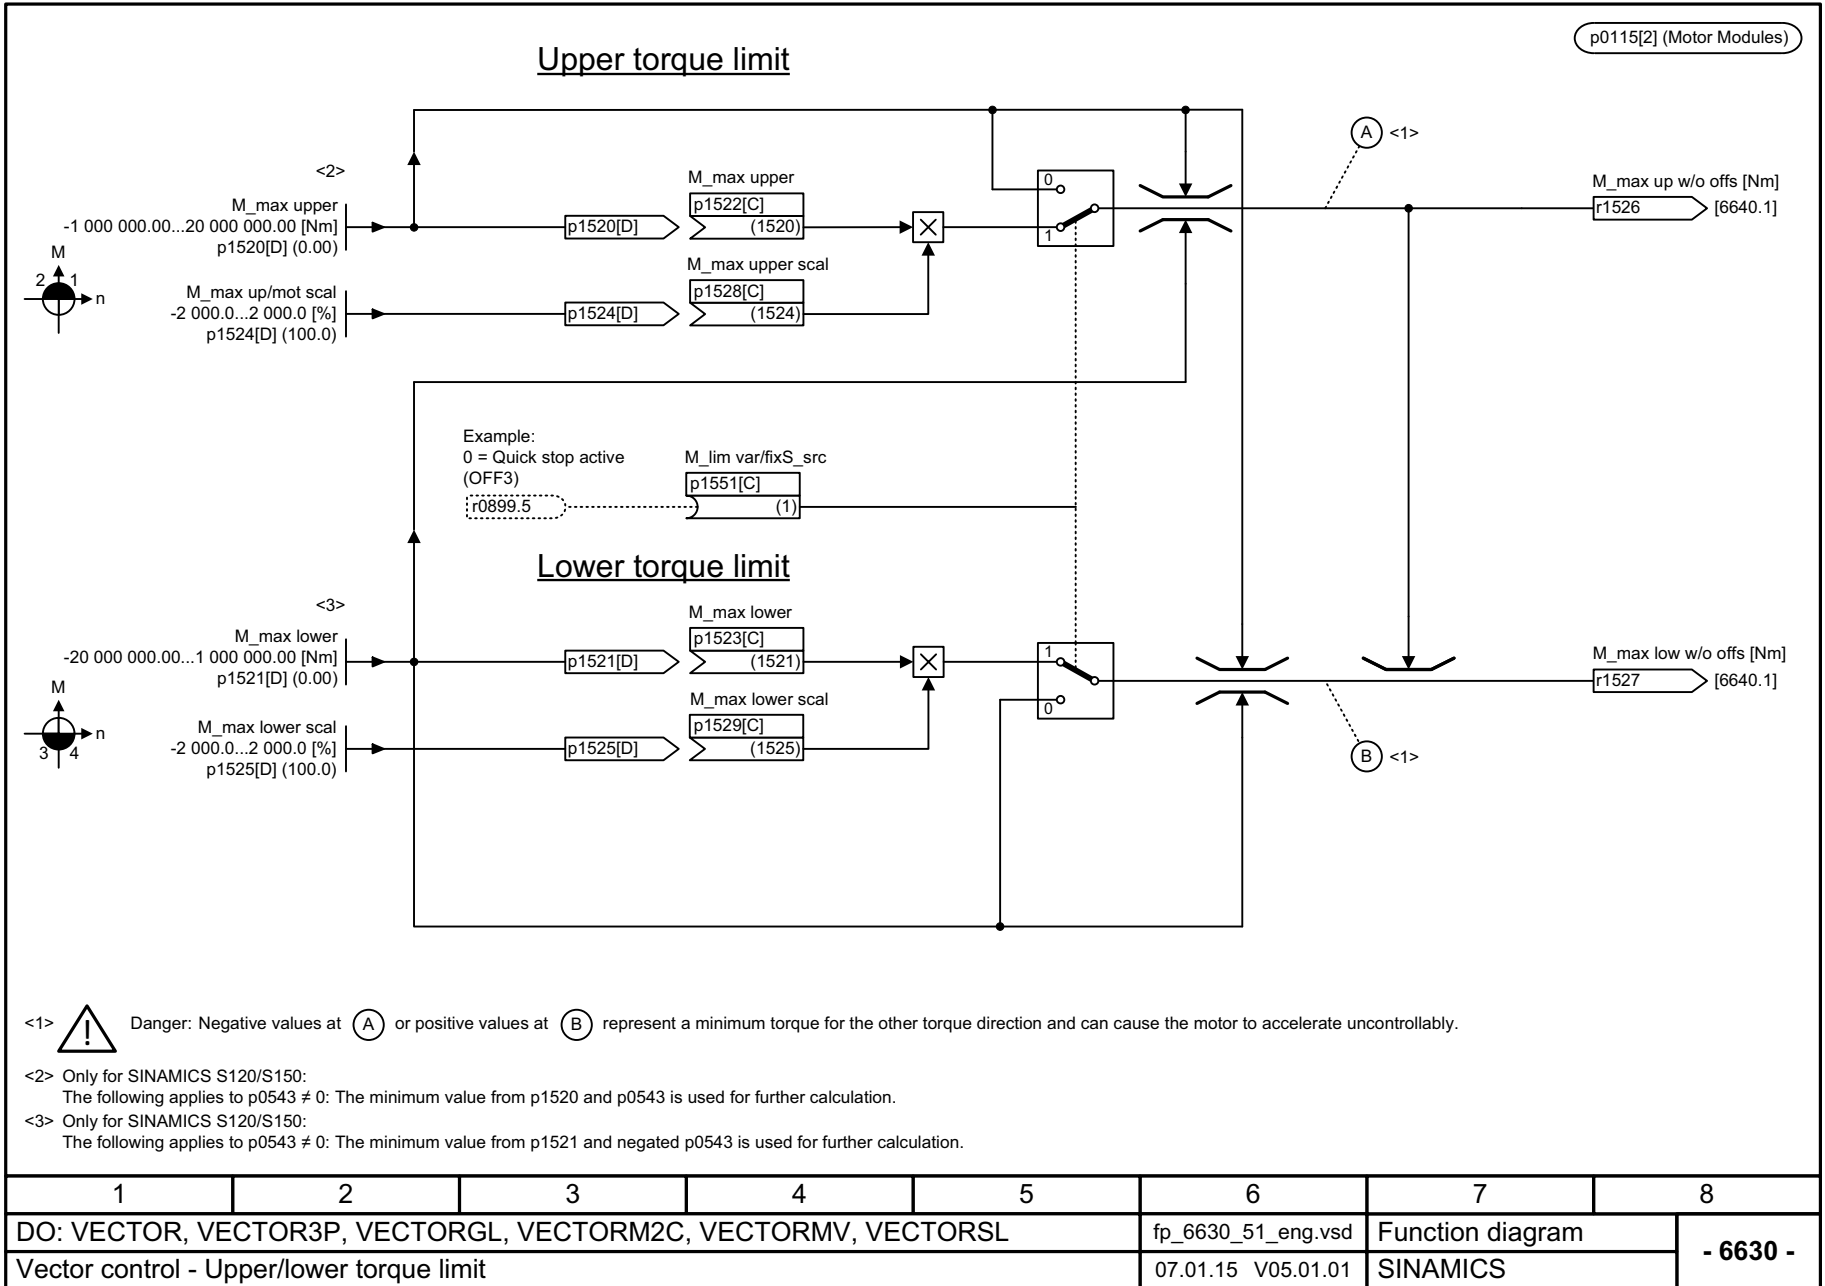 p0115[2] (Motor Modules)
Upper torque limit
A <1>
<2>
M_max upper
-1 000 000.00...20 000 000.00 [Nm]
p1520[D] (0.00)
p1520[D]
M_max upper
p1522[C]
(1520)
0
1
M_max up w/o offs [Nm]
r1526
[6640.1]
M
2 1
n
M_max up/mot scal
-2 000.0...2 000.0 [%]
p1524[D] (100.0)
p1524[D]
M_max upper scal
p1528[C]
(1524)
Example:
0 = Quick stop active
(OFF3)
r0899.5
M_lim var/fixS_src
p1551[C]
(1)
Lower torque limit
<3>
M_max lower
-20 000 000.00...1 000 000.00 [Nm]
p1521[D] (0.00)
p1521[D]
M_max lower
p1523[C]
(1521)
1
0
M_max low w/o offs [Nm]
r1527
[6640.1]
M
n
3 4
M_max lower scal
-2 000.0...2 000.0 [%]
p1525[D] (100.0)
p1525[D]
M_max lower scal
p1529[C]
(1525)
B <1>
<1> ! Danger: Negative values at A or positive values at B represent a minimum torque for the other torque direction and can cause the motor to accelerate uncontrollably.
<2> Only for SINAMICS S120/S150:
The following applies to p0543 ≠ 0: The minimum value from p1520 and p0543 is used for further calculation.
<3> Only for SINAMICS S120/S150:
The following applies to p0543 ≠ 0: The minimum value from p1521 and negated p0543 is used for further calculation.
1 2 3 4 5 6 7 8
DO: VECTOR, VECTOR3P, VECTORGL, VECTORM2C, VECTORMV, VECTORSL
fp_6630_51_eng.vsd
Function diagram
- 6630 -
Vector control - Upper/lower torque limit
07.01.15 V05.01.01
SINAMICS